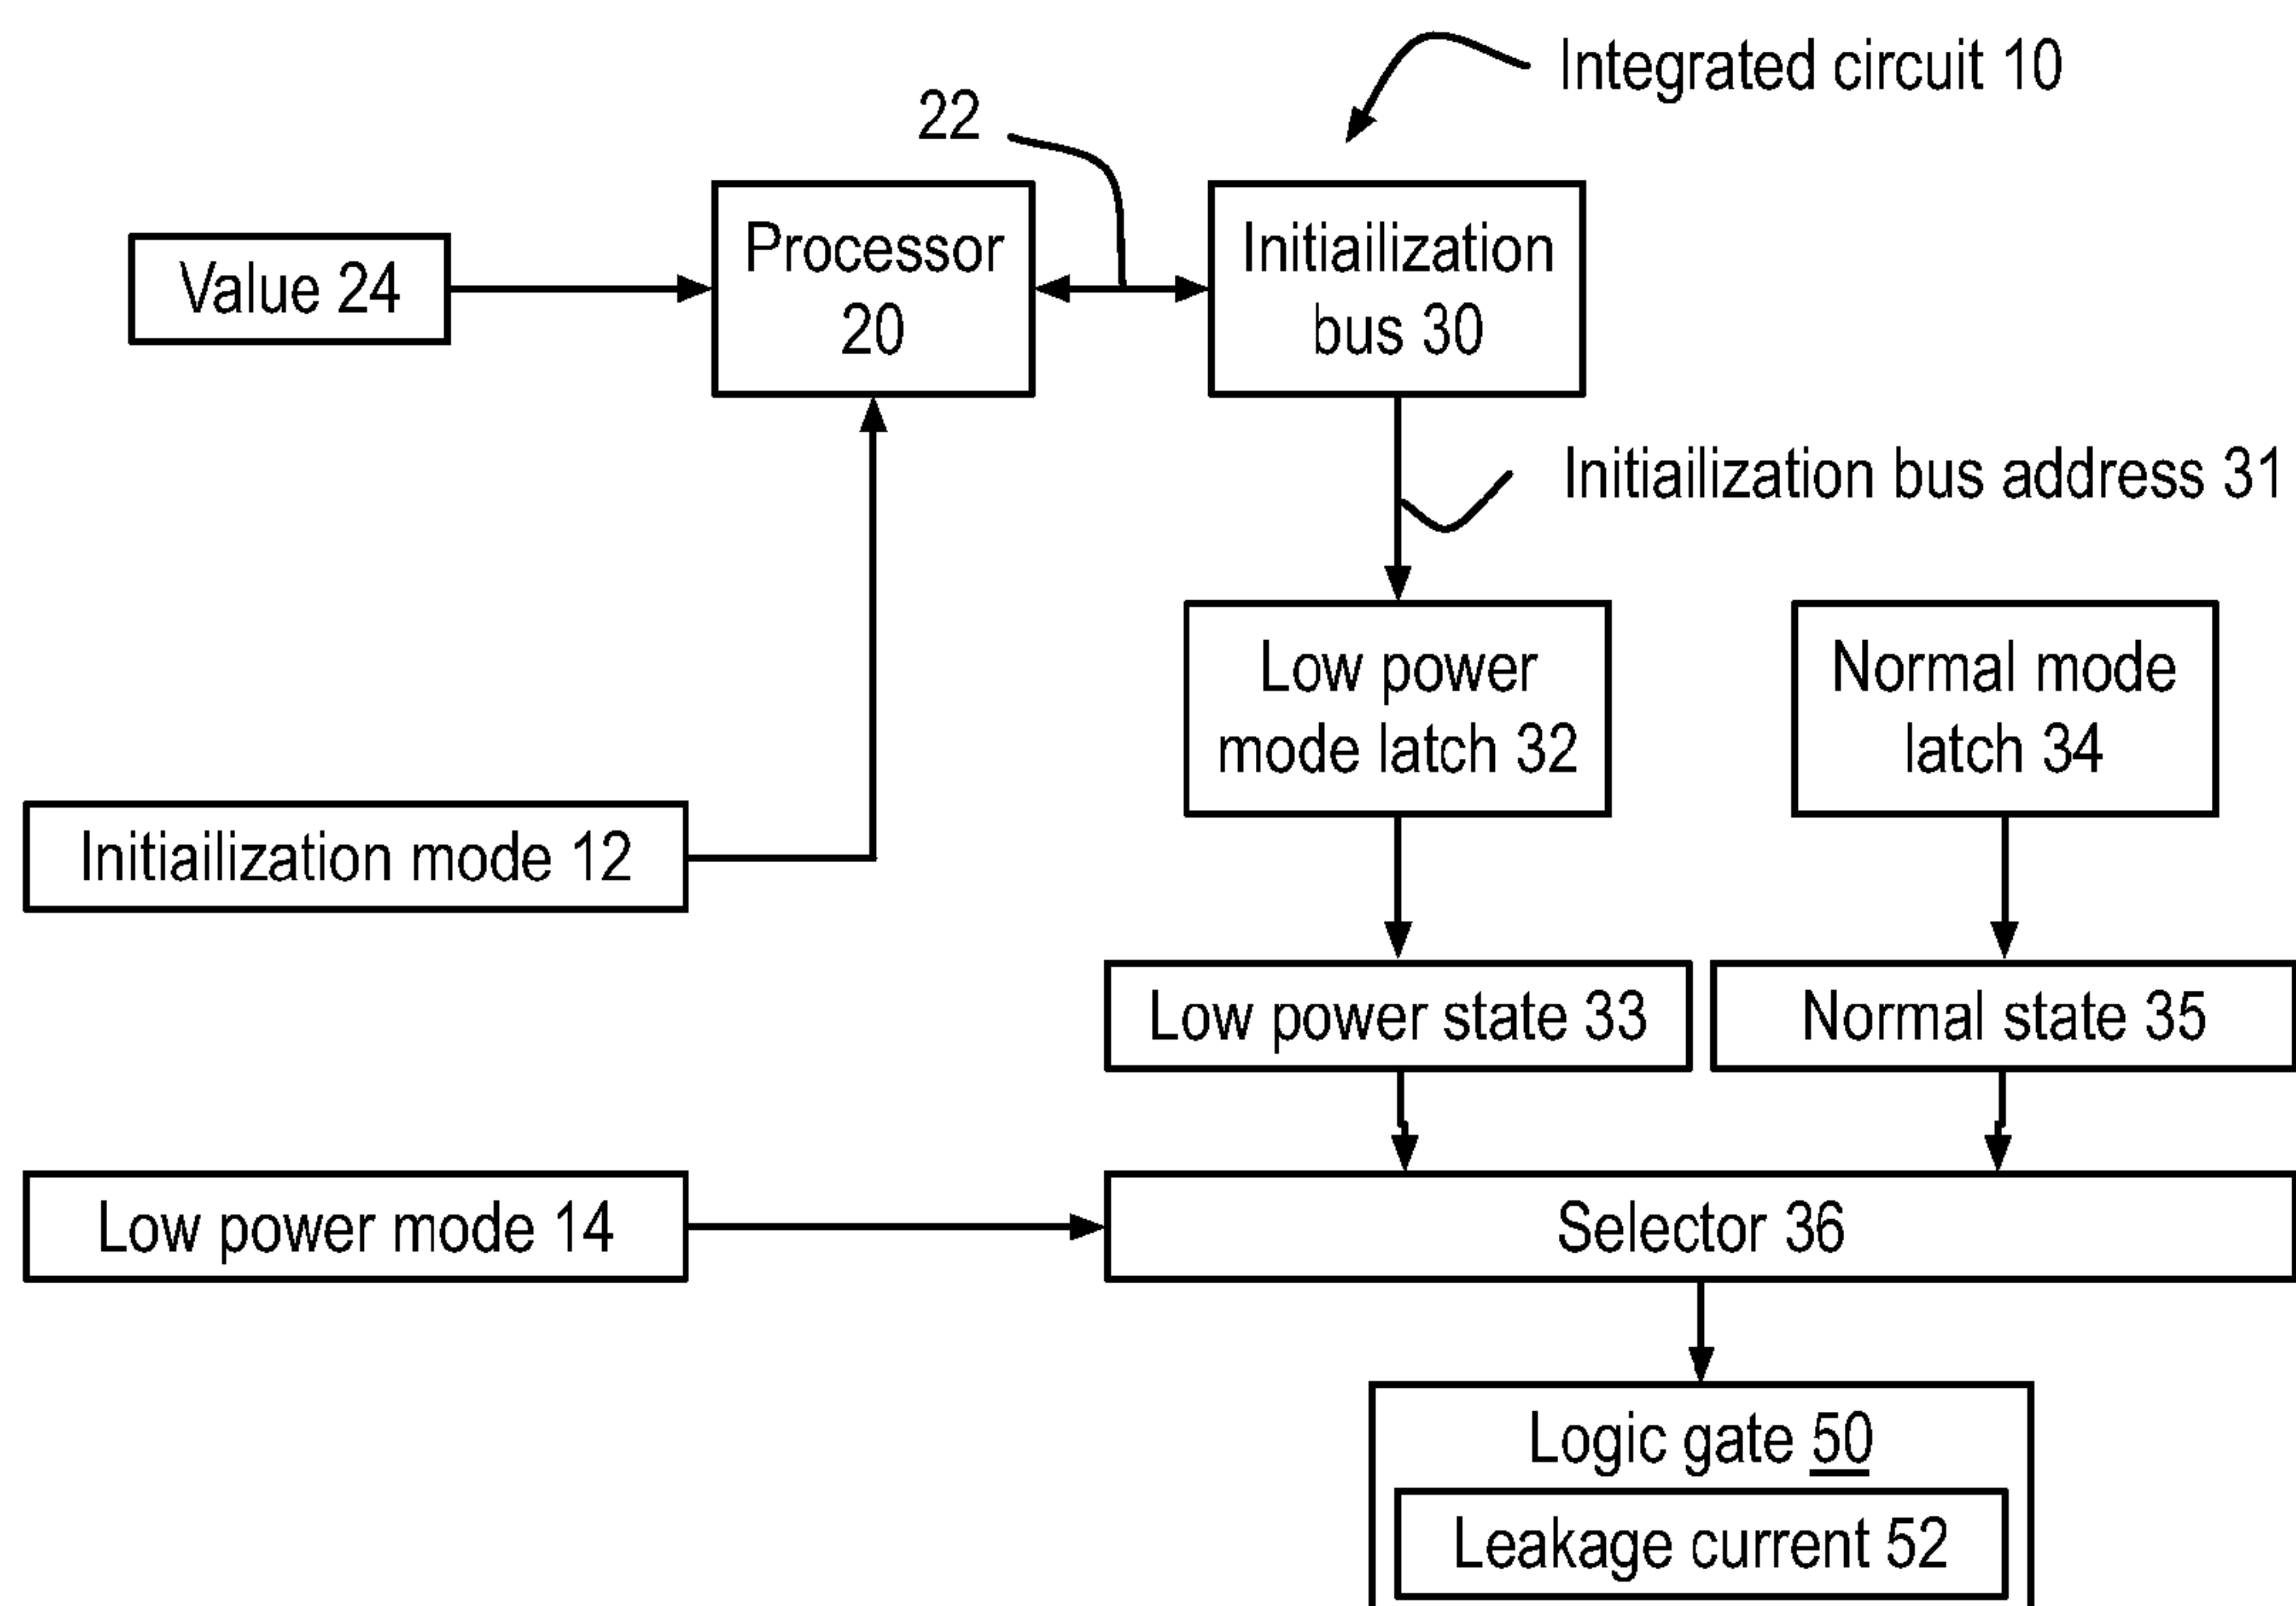 Integrated circuit 10
22
Processor
20
Initiailization
bus 30
Value 24
Initiailization bus address 31
Low power
mode latch 32
Normal mode
latch 34
Initiailization mode 12
Low power state 33
Normal state 35
Low power mode 14
Selector 36
Logic gate 50
Leakage current 52